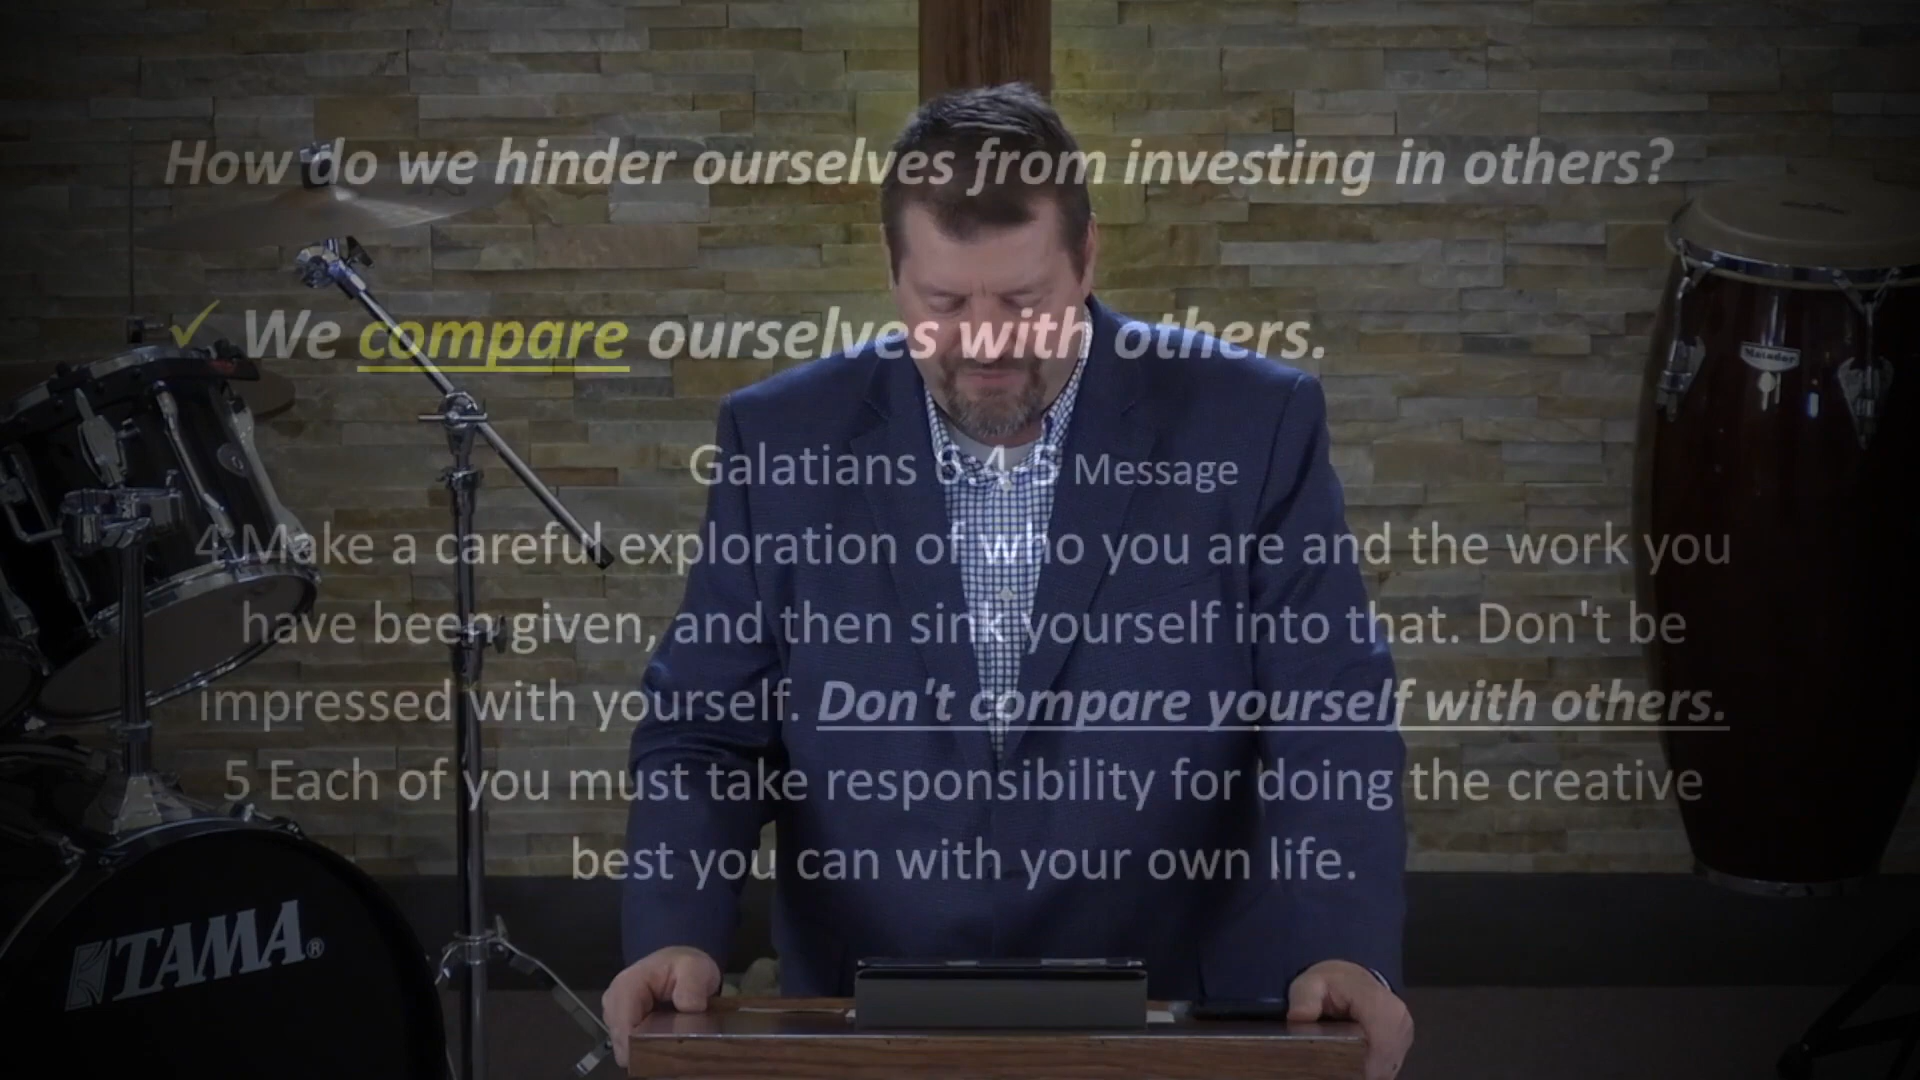 How do we hinder ourselves from investing in others?
✓ We compare ourselves with others.
Galatians 6:4-5 Message
4 Make a careful exploration of who you are and the work you
have been given, and then sink yourself into that. Don't be
impressed with yourself. Don't compare yourself with others.
5 Each of you must take responsibility for doing the creative
best you can with your own life.
TAMA®
Matador